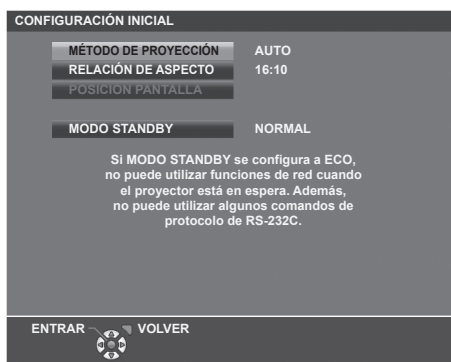 CONFIGURACIÓN INICIAL
MÉTODO DE PROYECCIÓN AUTO
RELACIÓN DE ASPECTO 16:10
POSICION PANTALLA
MODO STANDBY NORMAL
Si MODO STANDBY se configura a ECO,
no puede utilizar funciones de red cuando
el proyector está en espera. Además,
no puede utilizar algunos comandos de
protocolo de RS-232C.
ENTRAR VOLVER